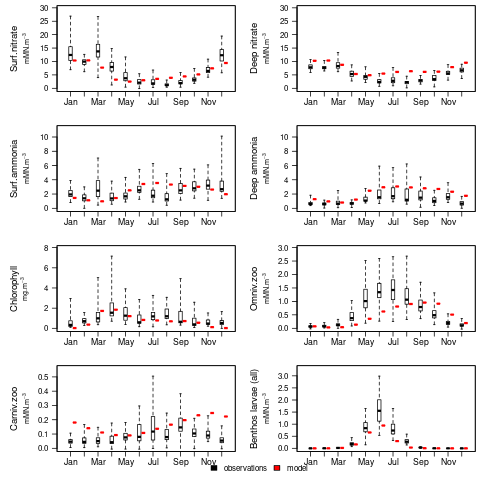 Surf.nitrate
mMN.m⁻³
30
25
20
15
10
5
0
Jan Mar May Jul Sep Nov
Deep nitrate
mMN.m⁻³
30
25
20
15
10
5
0
Jan Mar May Jul Sep Nov
Surf.ammonia
mMN.m⁻³
10
8
6
4
2
0
Jan Mar May Jul Sep Nov
Deep ammonia
mMN.m⁻³
10
8
6
4
2
0
Jan Mar May Jul Sep Nov
Chlorophyll
mg.m⁻³
8
6
4
2
0
Jan Mar May Jul Sep Nov
Omniv.zoo
mMN.m⁻³
3.0
2.5
2.0
1.5
1.0
0.5
0.0
Jan Mar May Jul Sep Nov
Carniv.zoo
mMN.m⁻³
0.5
0.4
0.3
0.2
0.1
0.0
Jan Mar May Jul Sep Nov
Benthos larvae (all)
mMN.m⁻³
3.0
2.5
2.0
1.5
1.0
0.5
0.0
Jan Mar May Jul Sep Nov
observations model